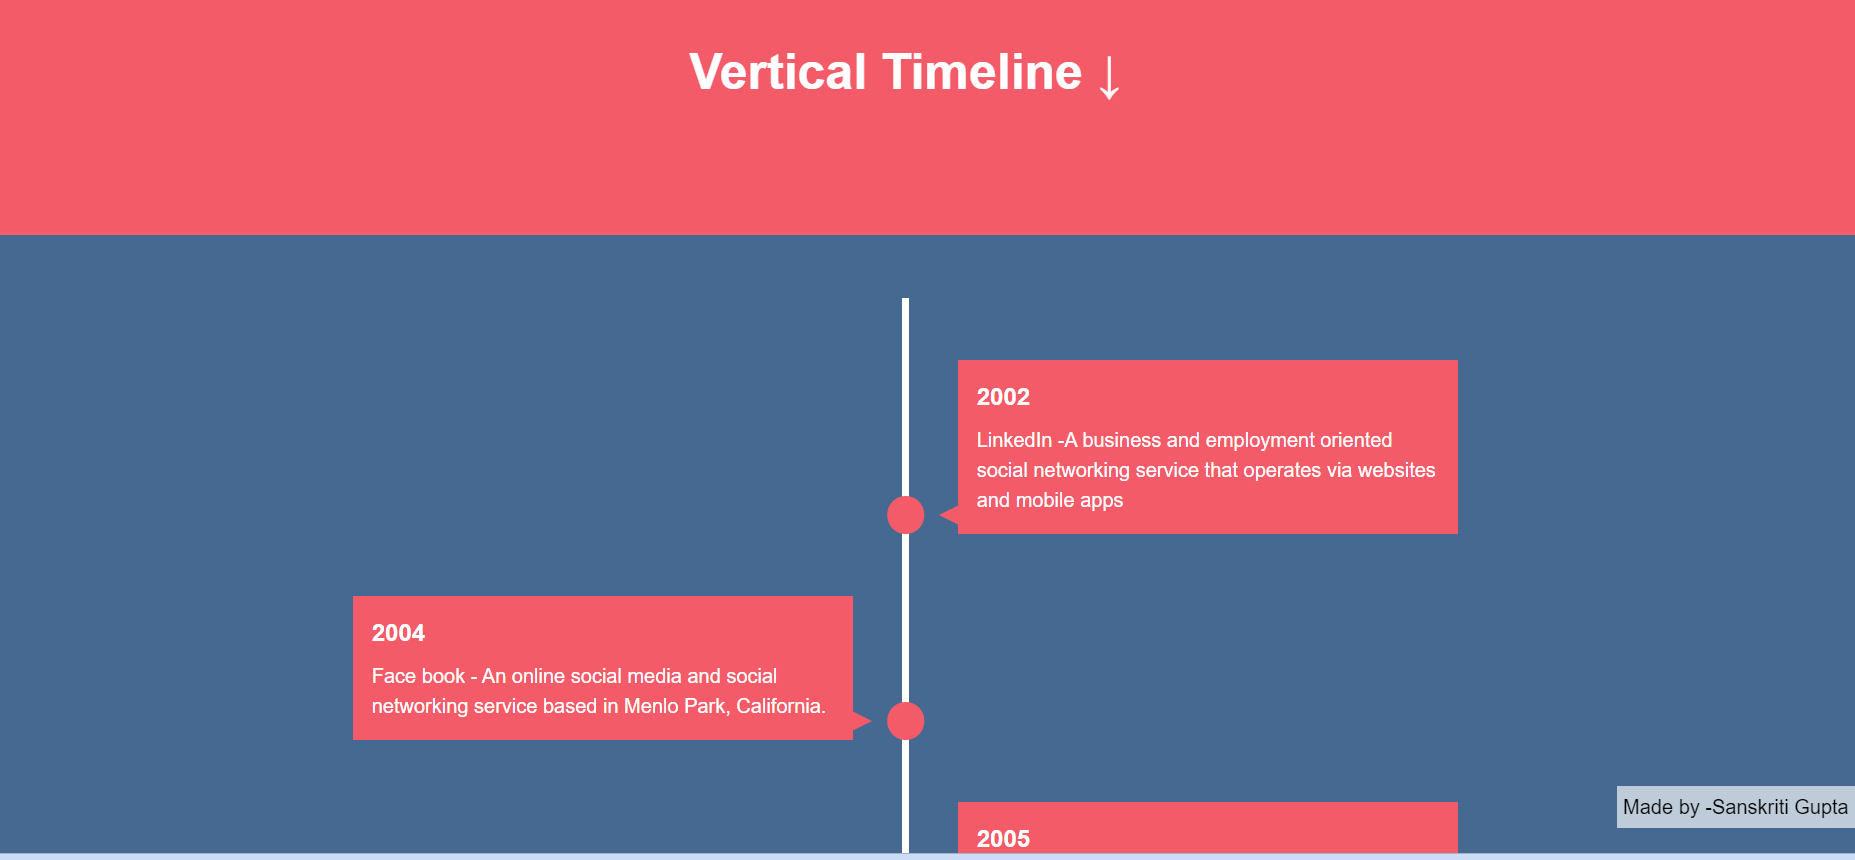 Vertical Timeline ↓
2002
LinkedIn -A business and employment oriented
social networking service that operates via websites
and mobile apps
2004
Face book - An online social media and social
networking service based in Menlo Park, California.
Made by -Sanskriti Gupta
2005